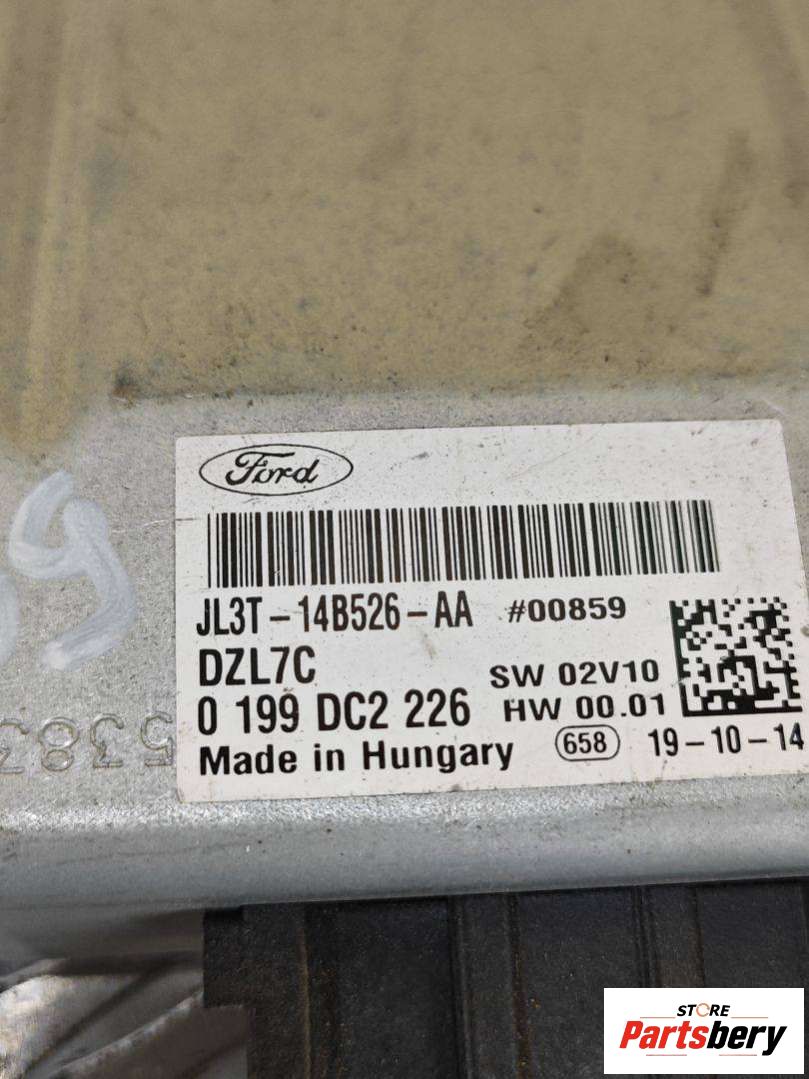 Ford
JL3T-14B526-AA #00859
DZL7C SW 02V10
0 199 DC2 226 HW 00.01
Made in Hungary 658 19-10-14
5383
STORE
Partsbery